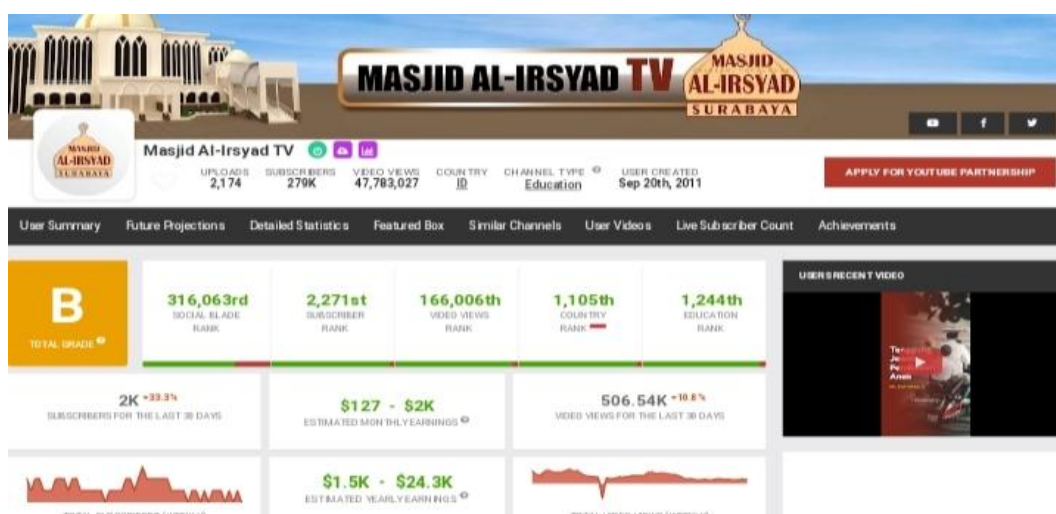 MASJID AL-IRSYAD TV
MASJID
AL-IRSYAD
SURABAYA
MASJID
AL-IRSYAD
SURABAYA
Masjid Al-Irsyad TV
UPLOADS
2,174
SUBSCRIBERS
279K
VIDEO VIEWS
47,783,027
COUNTRY
ID
CHANNEL TYPE
Education
USER CREATED
Sep 20th, 2011
APPLY FOR YOUTUBE PARTNERSHIP
User Summary Future Projections Detailed Statistics Featured Box Similar Channels User Videos Live Subscriber Count Achievements
B
TOTAL GRADE
316,063rd
SOCIAL BLADE
RANK
2,271st
SUBSCRIBER
RANK
166,006th
VIDEO VIEWS
RANK
1,105th
COUNTRY
RANK
1,244th
EDUCATION
RANK
USER'S RECENT VIDEO
2K -33.3%
SUBSCRIBERS FOR THE LAST 30 DAYS
$127 - $2K
ESTIMATED MONTHLY EARNINGS
506.54K -10.8%
VIDEO VIEWS FOR THE LAST 30 DAYS
$1.5K - $24.3K
ESTIMATED YEARLY EARNINGS